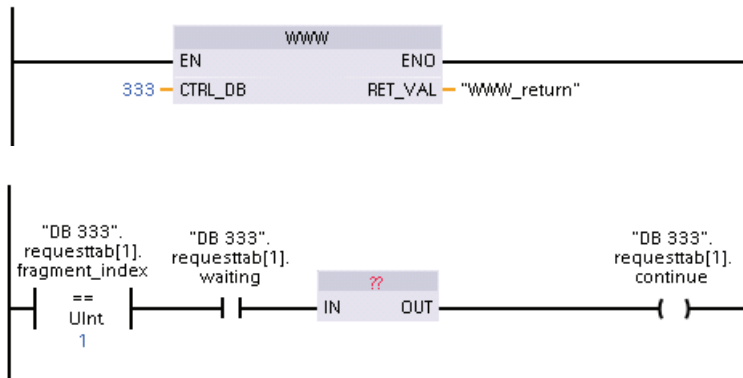 WWW
EN ENO
333 CTRL_DB RET_VAL "WWW_return"
"DB 333".
requesttab[1].
fragment_index
==
UInt
1
"DB 333".
requesttab[1].
waiting
??
IN OUT
"DB 333".
requesttab[1].
continue